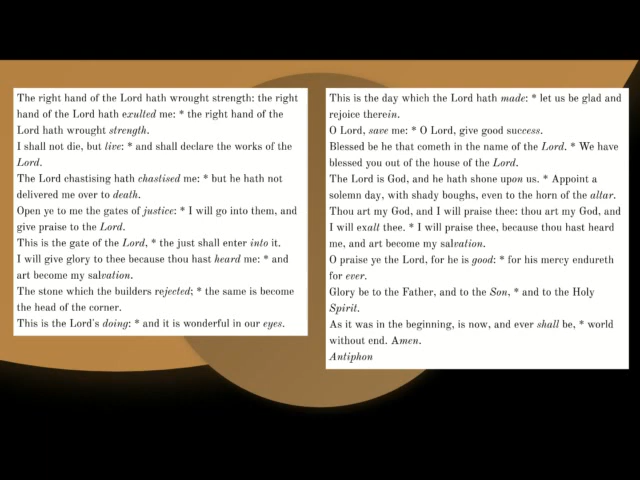 The right hand of the Lord hath wrought strength: the right
hand of the Lord hath exulted me: * the right hand of the
Lord hath wrought strength.
I shall not die, but live: * and shall declare the works of the
Lord.
The Lord chastising hath chastised me: * but he hath not
delivered me over to death.
Open ye to me the gates of justice: * I will go into them, and
give praise to the Lord.
This is the gate of the Lord, * the just shall enter into it.
I will give glory to thee because thou hast heard me: * and
art become my salvation.
The stone which the builders rejected; * the same is become
the head of the corner.
This is the Lord's doing: * and it is wonderful in our eyes.
This is the day which the Lord hath made: * let us be glad and
rejoice therein.
O Lord, save me: * O Lord, give good success.
Blessed be he that cometh in the name of the Lord. * We have
blessed you out of the house of the Lord.
The Lord is God, and he hath shone upon us. * Appoint a
solemn day, with shady boughs, even to the horn of the altar.
Thou art my God, and I will praise thee: thou art my God, and
I will exalt thee. * I will praise thee, because thou hast heard
me, and art become my salvation.
O praise ye the Lord, for he is good: * for his mercy endureth
for ever.
Glory be to the Father, and to the Son, * and to the Holy
Spirit.
As it was in the beginning, is now, and ever shall be, * world
without end. Amen.
Antiphon